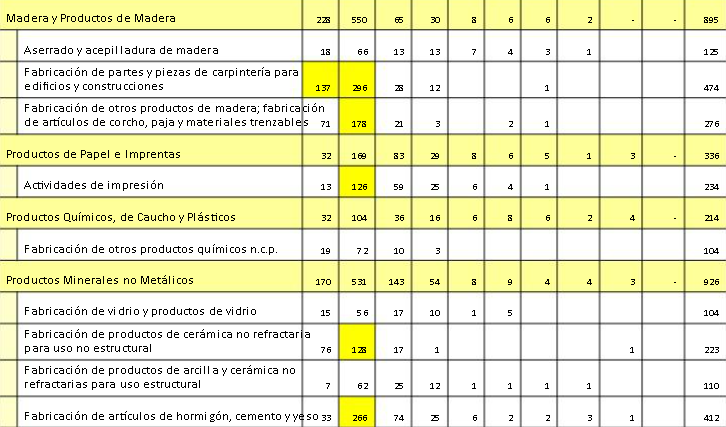 Madera y Productos de Madera 228 550 65 30 8 6 6 2 - - 895
Aserrado y acepilladura de madera 18 66 13 13 7 4 3 1 125
Fabricación de partes y piezas de carpintería para
edificios y construcciones 137 296 28 12 1 474
Fabricación de otros productos de madera; fabricación
de artículos de corcho, paja y materiales trenzables 71 178 21 3 2 1 276
Productos de Papel e Imprentas 32 169 83 29 8 6 5 1 3 - 336
Actividades de impresión 13 126 59 25 6 4 1 234
Productos Químicos, de Caucho y Plásticos 32 104 36 16 6 8 6 2 4 - 214
Fabricación de otros productos químicos n.c.p. 19 72 10 3 104
Productos Minerales no Metálicos 170 531 143 54 8 9 4 4 3 - 926
Fabricación de vidrio y productos de vidrio 15 56 17 10 1 5 104
Fabricación de productos de cerámica no refractaria
para uso no estructural 76 128 17 1 1 223
Fabricación de productos de arcilla y cerámica no
refractarias para uso estructural 7 62 25 12 1 1 1 1 110
Fabricación de artículos de hormigón, cemento y yeso 33 266 74 25 6 2 2 3 1 412